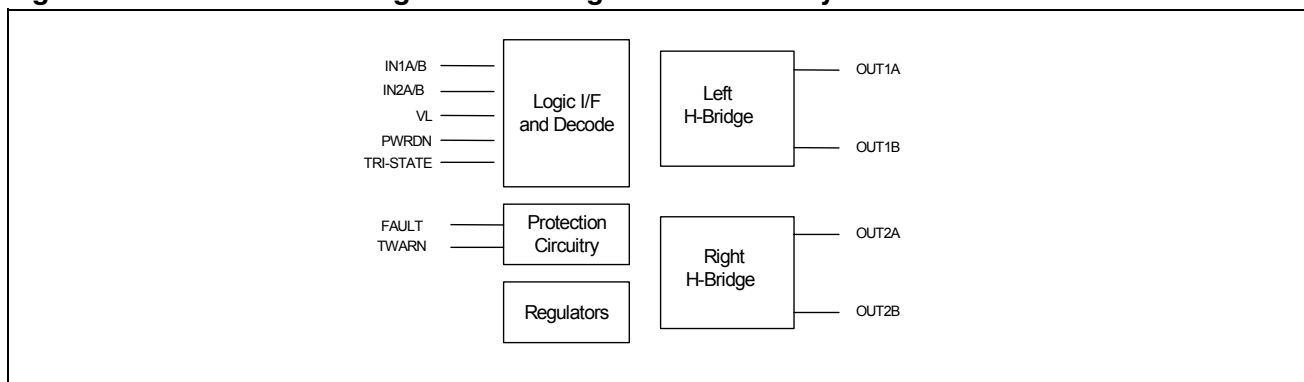 IN1A/B
IN2A/B
VL
PWRDN
TRI-STATE
Logic I/F
and Decode
Left
H-Bridge
OUT1A
OUT1B
FAULT
TWARN
Protection
Circuitry
Regulators
Right
H-Bridge
OUT2A
OUT2B